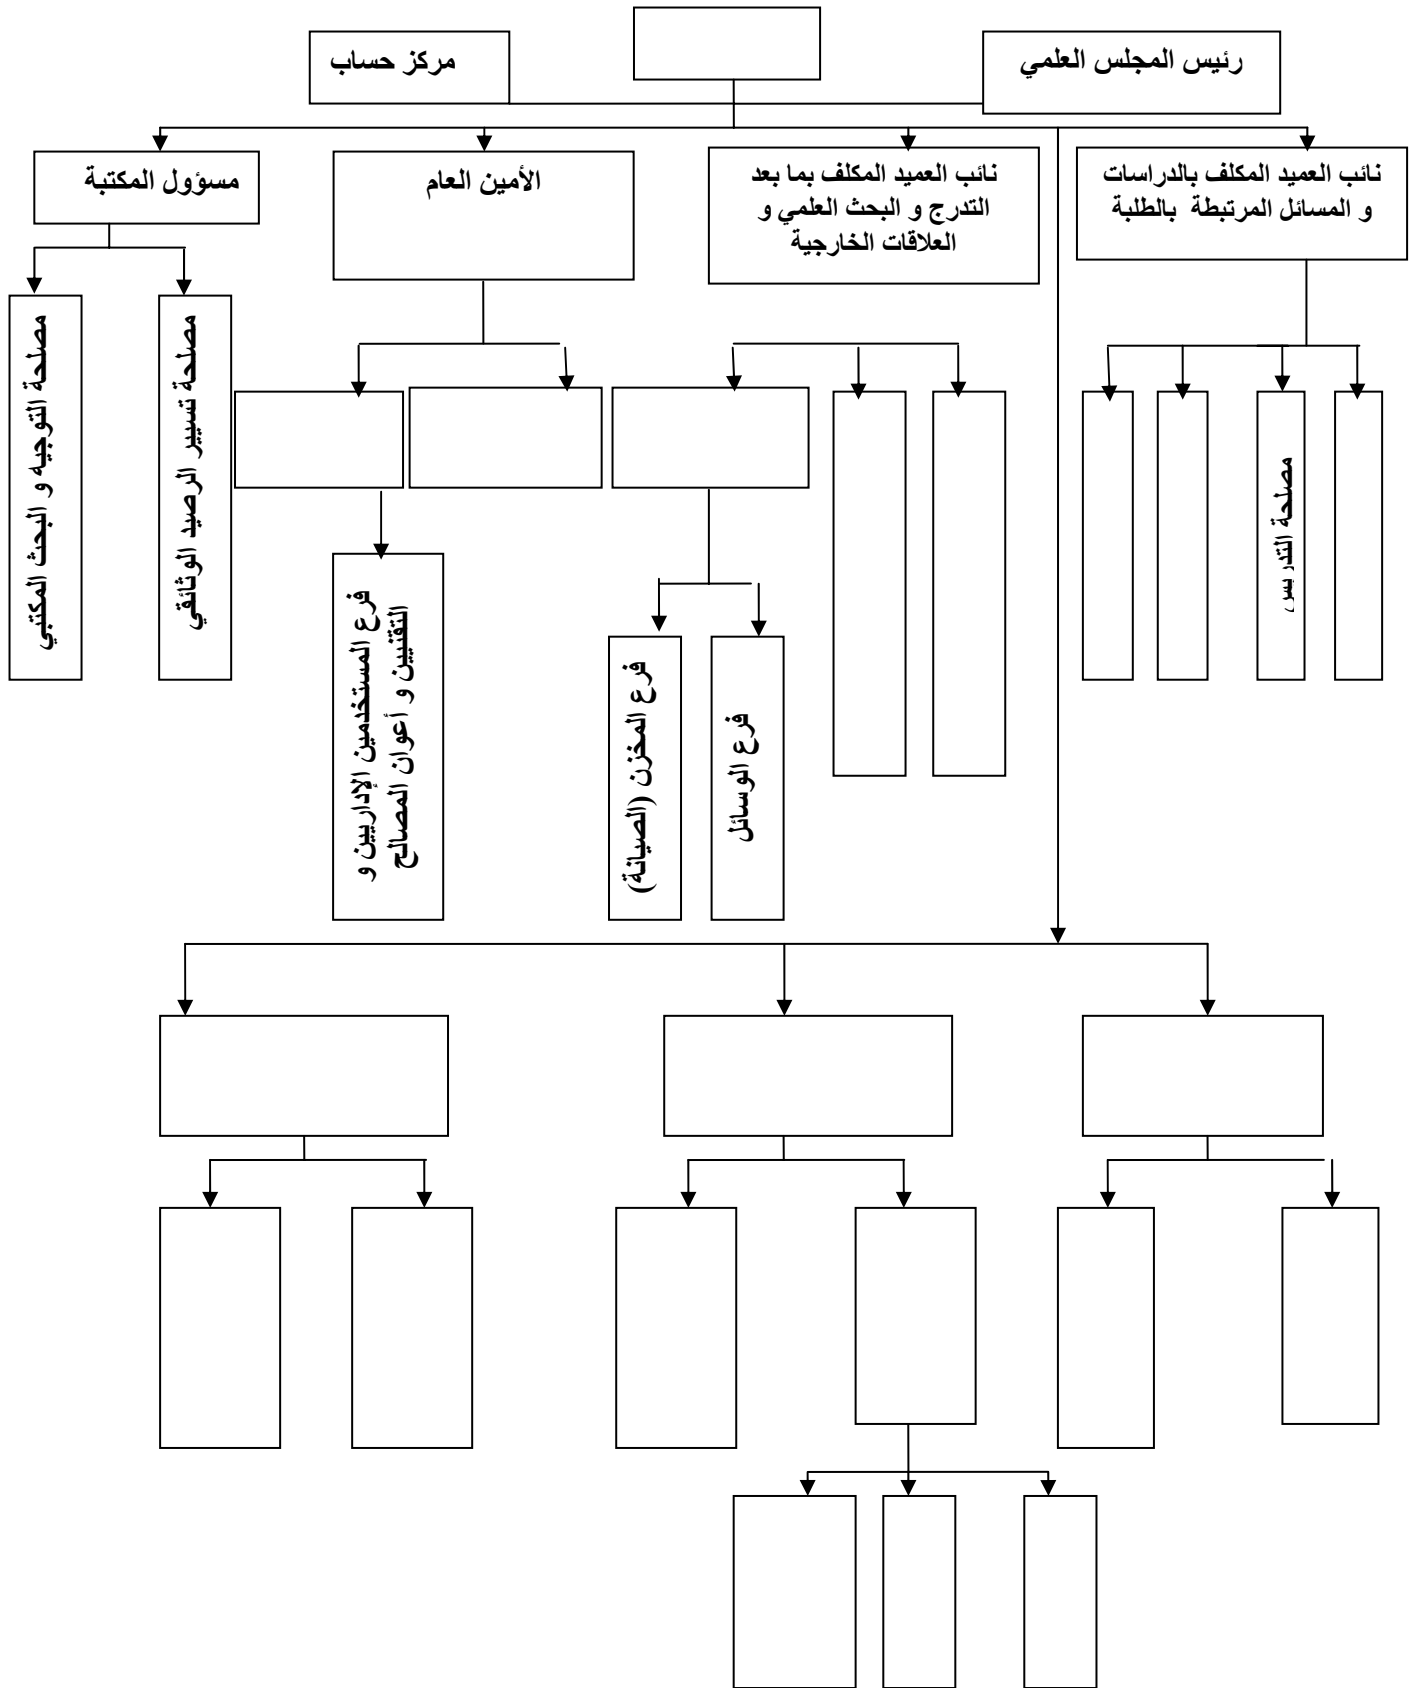 رئيس المجلس العلمي
مركز حساب
نائب العميد المكلف بالدراسات
و المسائل المرتبطة بالطلبة
نائب العميد المكلف بما بعد
التدرج و البحث العلمي و
العلاقات الخارجية
الأمين العام
مسؤول المكتبة
مصلحة التدريس
مصلحة تسيير الرصيد الوثائقي
مصلحة التوجيه و البحث المكتبي
فرع الوسائل
فرع المخزن (الصيانة)
فرع المستخدمين الإداريين و
التقنيين و أعوان المصالح